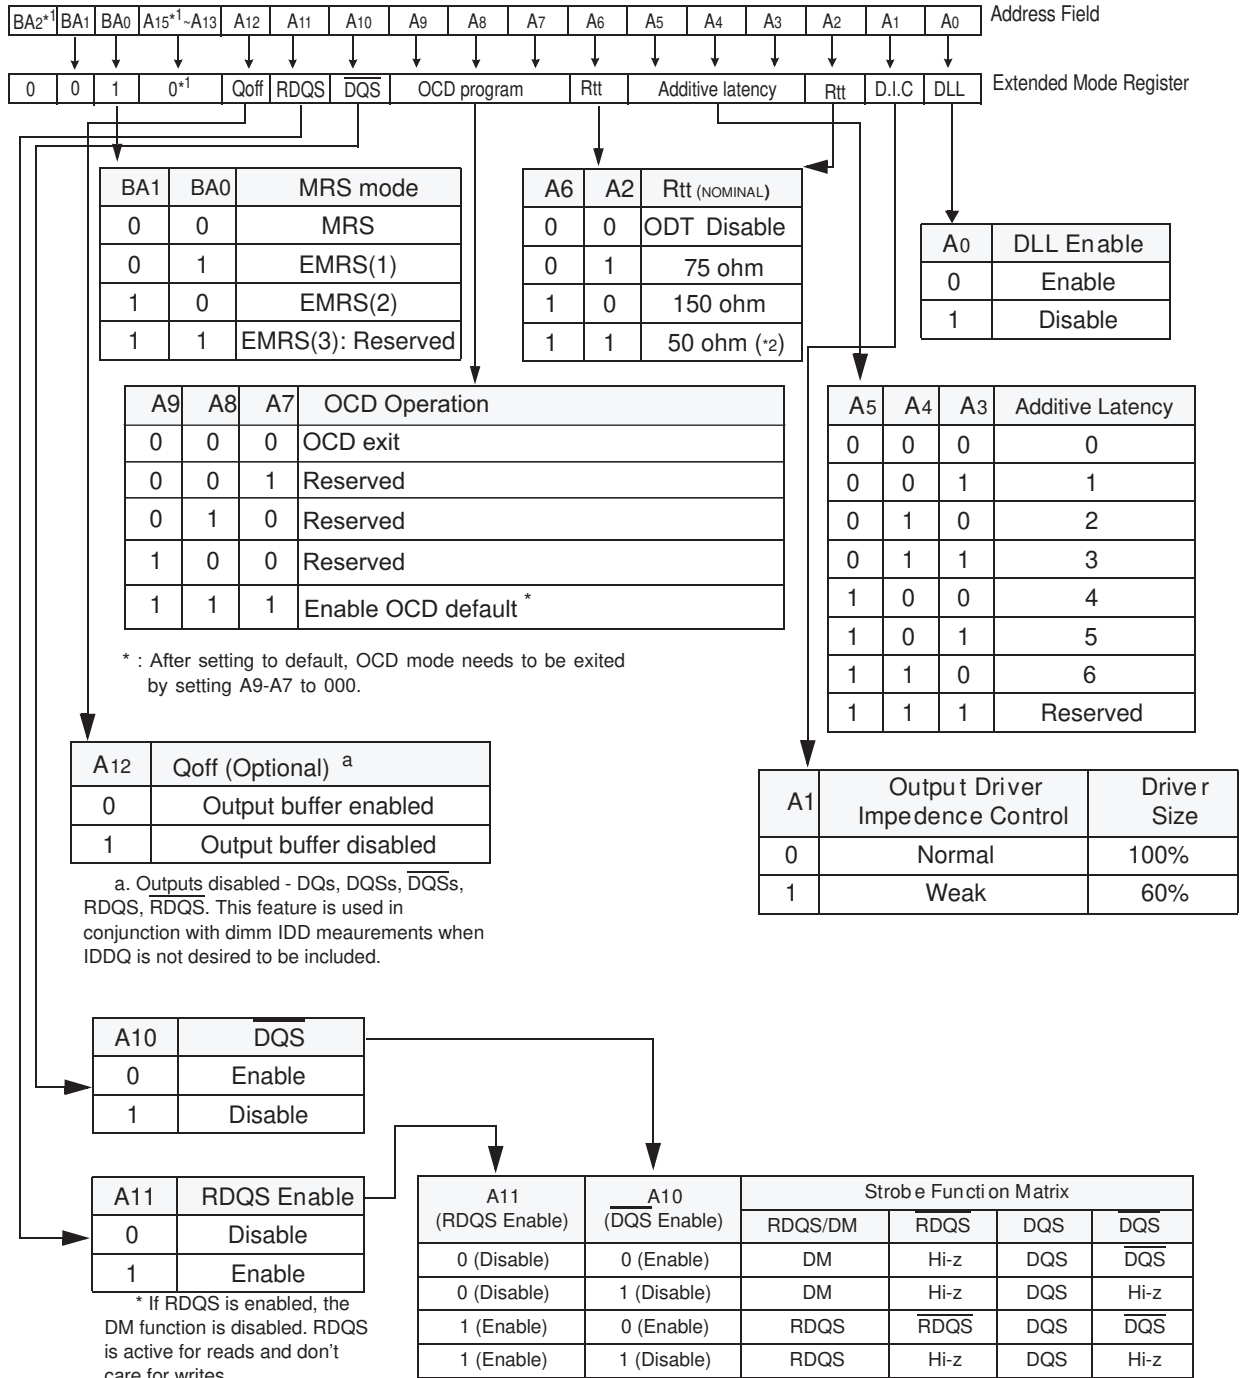 BA2*1 BA1 BA0 A15*1~A13 A12 A11 A10 A9 A8 A7 A6 A5 A4 A3 A2 A1 A0 Address Field
0 0 1 0*1 Qoff RDQS DQS OCD program Rtt Additive latency Rtt D.I.C DLL Extended Mode Register
BA1 BA0 MRS mode
0 0 MRS
0 1 EMRS(1)
1 0 EMRS(2)
1 1 EMRS(3): Reserved
A6 A2 Rtt (NOMINAL)
0 0 ODT Disable
0 1 75 ohm
1 0 150 ohm
1 1 50 ohm (*2)
A0 DLL Enable
0 Enable
1 Disable
A9 A8 A7 OCD Operation
0 0 0 OCD exit
0 0 1 Reserved
0 1 0 Reserved
1 0 0 Reserved
1 1 1 Enable OCD default *
* : After setting to default, OCD mode needs to be exited
by setting A9-A7 to 000.
A5 A4 A3 Additive Latency
0 0 0 0
0 0 1 1
0 1 0 2
0 1 1 3
1 0 0 4
1 0 1 5
1 1 0 6
1 1 1 Reserved
A12 Qoff (Optional) a
0 Output buffer enabled
1 Output buffer disabled
a. Outputs disabled - DQs, DQSs, DQSs,
RDQS, RDQS. This feature is used in
conjunction with dimm IDD meaurements when
IDDQ is not desired to be included.
A1 Output Driver Impedence Control Driver Size
0 Normal 100%
1 Weak 60%
A10 DQS
0 Enable
1 Disable
A11 RDQS Enable
0 Disable
1 Enable
* If RDQS is enabled, the
DM function is disabled. RDQS
is active for reads and don't
care for writes
A11 (RDQS Enable) A10 (DQS Enable) Strobe Function Matrix
RDQS/DM RDQS DQS DQS
0 (Disable) 0 (Enable) DM Hi-z DQS DQS
0 (Disable) 1 (Disable) DM Hi-z DQS Hi-z
1 (Enable) 0 (Enable) RDQS RDQS DQS DQS
1 (Enable) 1 (Disable) RDQS Hi-z DQS Hi-z